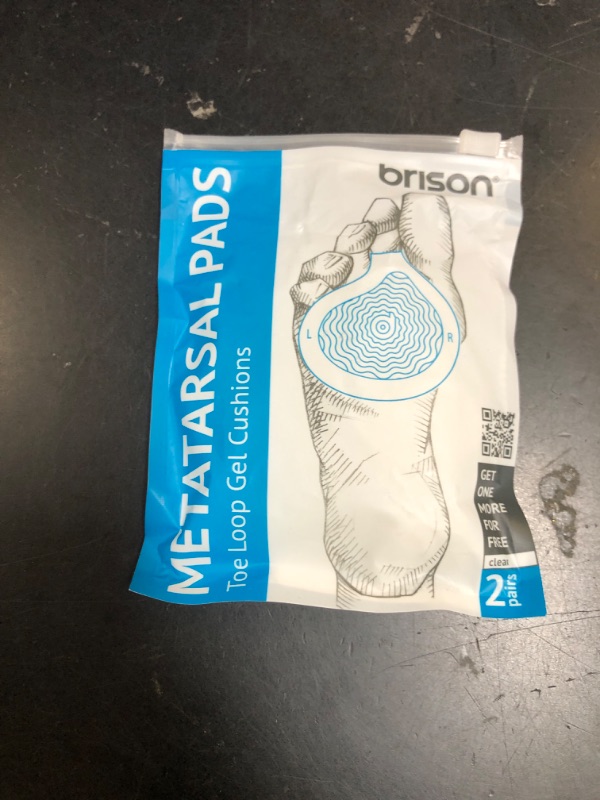 brison®
METATARSAL PADS
Toe Loop Gel Cushions
L
R
GET
ONE
MORE
FOR
FREE
clear
2 pairs